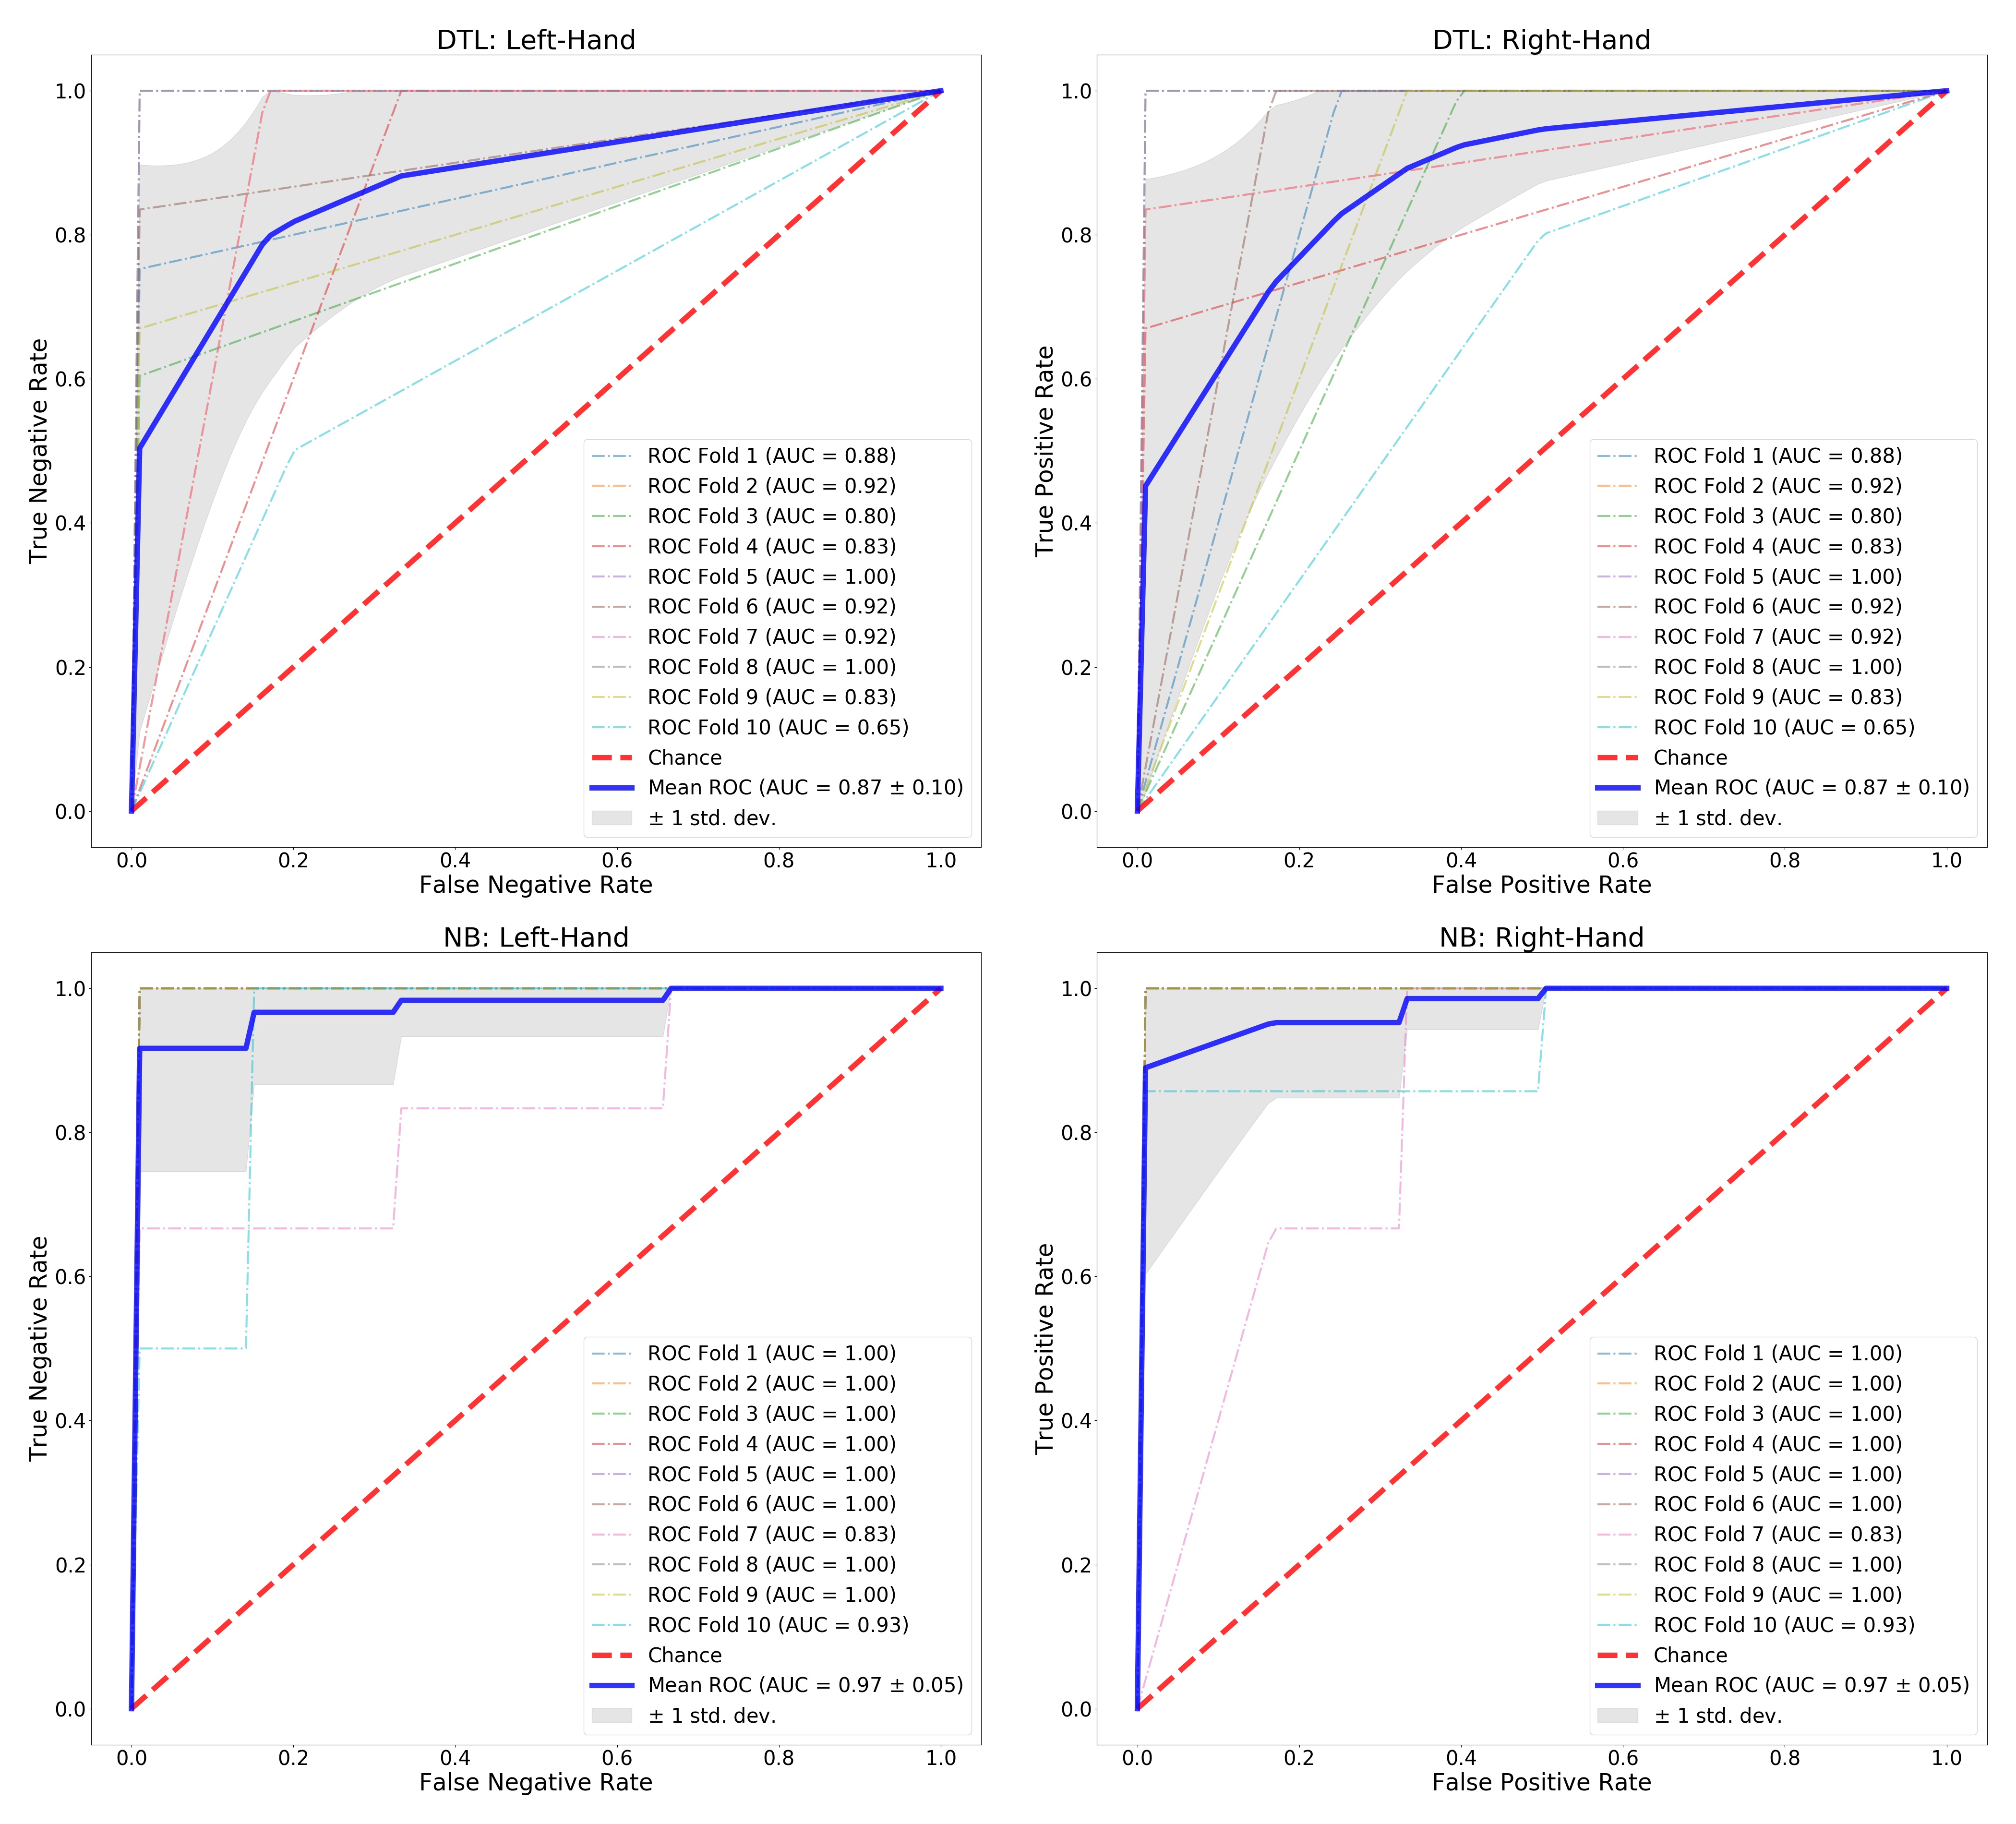 DTL: Left-Hand
1.0
0.8
0.6
0.4
0.2
0.0
True Negative Rate
ROC Fold 1 (AUC = 0.88)
ROC Fold 2 (AUC = 0.92)
ROC Fold 3 (AUC = 0.80)
ROC Fold 4 (AUC = 0.83)
ROC Fold 5 (AUC = 1.00)
ROC Fold 6 (AUC = 0.92)
ROC Fold 7 (AUC = 0.92)
ROC Fold 8 (AUC = 1.00)
ROC Fold 9 (AUC = 0.83)
ROC Fold 10 (AUC = 0.65)
Chance
Mean ROC (AUC = 0.87 ± 0.10)
± 1 std. dev.
0.0 0.2 0.4 0.6 0.8 1.0
False Negative Rate
DTL: Right-Hand
1.0
0.8
0.6
0.4
0.2
0.0
True Positive Rate
ROC Fold 1 (AUC = 0.88)
ROC Fold 2 (AUC = 0.92)
ROC Fold 3 (AUC = 0.80)
ROC Fold 4 (AUC = 0.83)
ROC Fold 5 (AUC = 1.00)
ROC Fold 6 (AUC = 0.92)
ROC Fold 7 (AUC = 0.92)
ROC Fold 8 (AUC = 1.00)
ROC Fold 9 (AUC = 0.83)
ROC Fold 10 (AUC = 0.65)
Chance
Mean ROC (AUC = 0.87 ± 0.10)
± 1 std. dev.
0.0 0.2 0.4 0.6 0.8 1.0
False Positive Rate
NB: Left-Hand
1.0
0.8
0.6
0.4
0.2
0.0
True Negative Rate
ROC Fold 1 (AUC = 1.00)
ROC Fold 2 (AUC = 1.00)
ROC Fold 3 (AUC = 1.00)
ROC Fold 4 (AUC = 1.00)
ROC Fold 5 (AUC = 1.00)
ROC Fold 6 (AUC = 1.00)
ROC Fold 7 (AUC = 0.83)
ROC Fold 8 (AUC = 1.00)
ROC Fold 9 (AUC = 1.00)
ROC Fold 10 (AUC = 0.93)
Chance
Mean ROC (AUC = 0.97 ± 0.05)
± 1 std. dev.
0.0 0.2 0.4 0.6 0.8 1.0
False Negative Rate
NB: Right-Hand
1.0
0.8
0.6
0.4
0.2
0.0
True Positive Rate
ROC Fold 1 (AUC = 1.00)
ROC Fold 2 (AUC = 1.00)
ROC Fold 3 (AUC = 1.00)
ROC Fold 4 (AUC = 1.00)
ROC Fold 5 (AUC = 1.00)
ROC Fold 6 (AUC = 1.00)
ROC Fold 7 (AUC = 0.83)
ROC Fold 8 (AUC = 1.00)
ROC Fold 9 (AUC = 1.00)
ROC Fold 10 (AUC = 0.93)
Chance
Mean ROC (AUC = 0.97 ± 0.05)
± 1 std. dev.
0.0 0.2 0.4 0.6 0.8 1.0
False Positive Rate